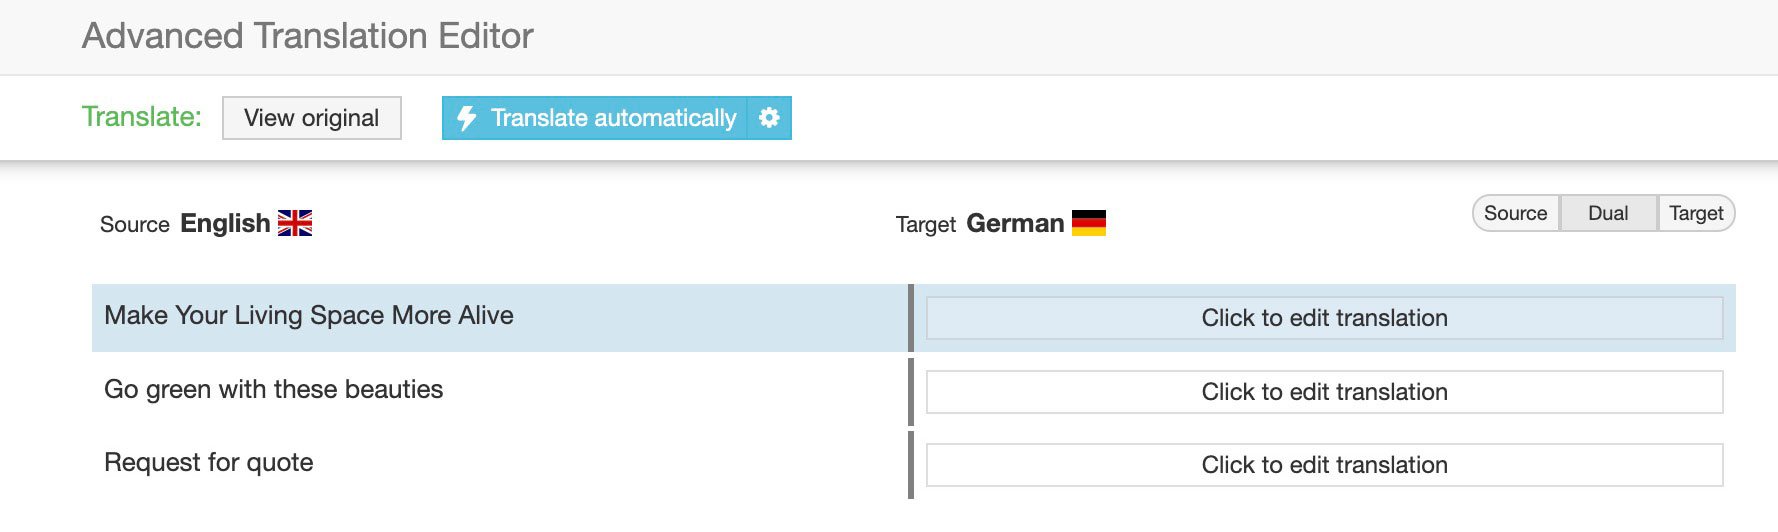 Advanced Translation Editor
Translate: View original Translate automatically
Source English Target German Source Dual Target
Make Your Living Space More Alive Click to edit translation
Go green with these beauties Click to edit translation
Request for quote Click to edit translation